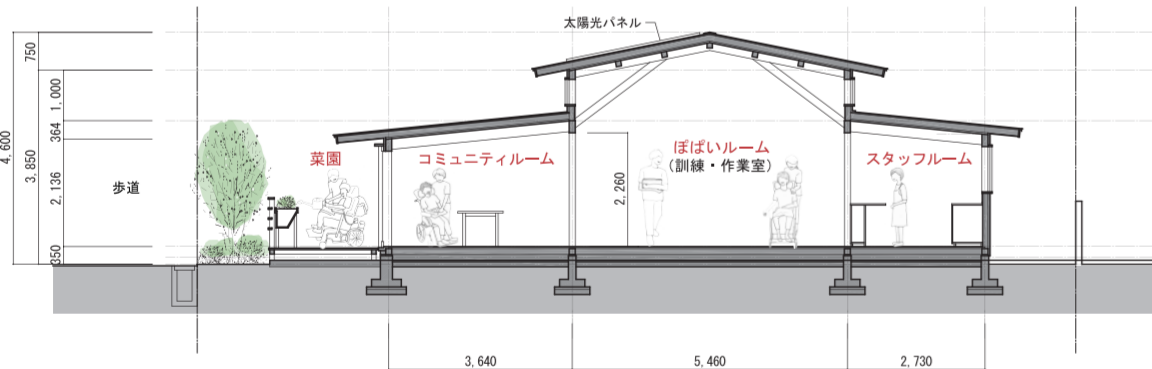 太陽光パネル
750
1,000
364
4,600
3,850
2,136
350
歩道
菜園
コミュニティルーム
ぽぱいルーム
(訓練・作業室)
スタッフルーム
2,260
3,640
5,460
2,730